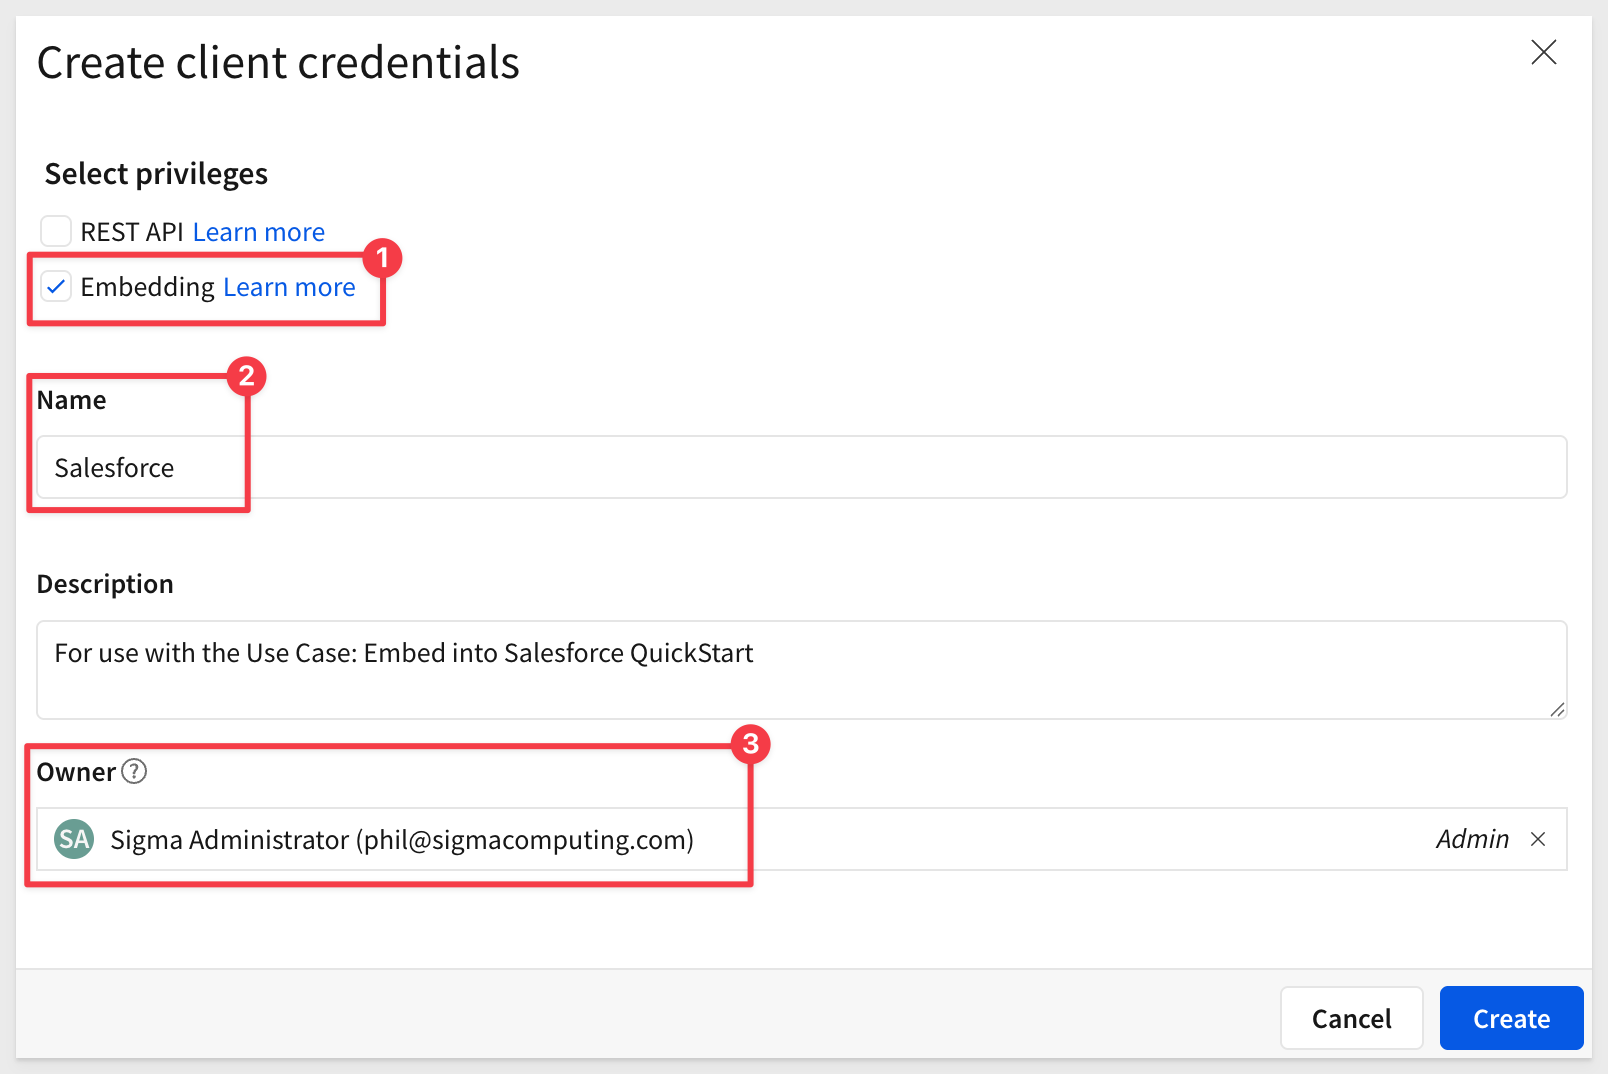 Create client credentials
Select privileges
REST API Learn more
1
Embedding Learn more
2
Name
Salesforce
Description
For use with the Use Case: Embed into Salesforce QuickStart
3
Owner ?
SA Sigma Administrator (phil@sigmacomputing.com) Admin
Cancel Create